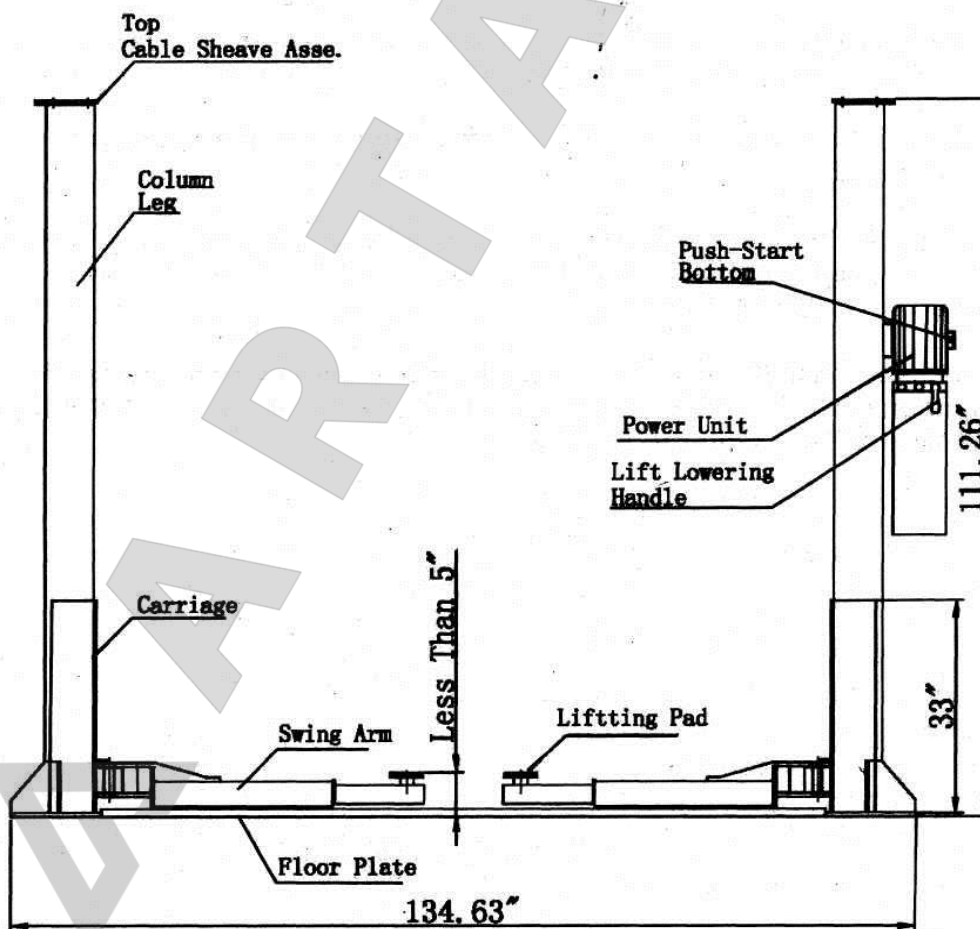 Top
Cable Sheave Asse.
Column
Leg
Push-Start
Bottom
Power Unit
Lift Lowering
Handle
111.26″
Carriage
Less Than 5″
33″
Swing Arm
Liftting Pad
Floor Plate
134.63″
ARTA